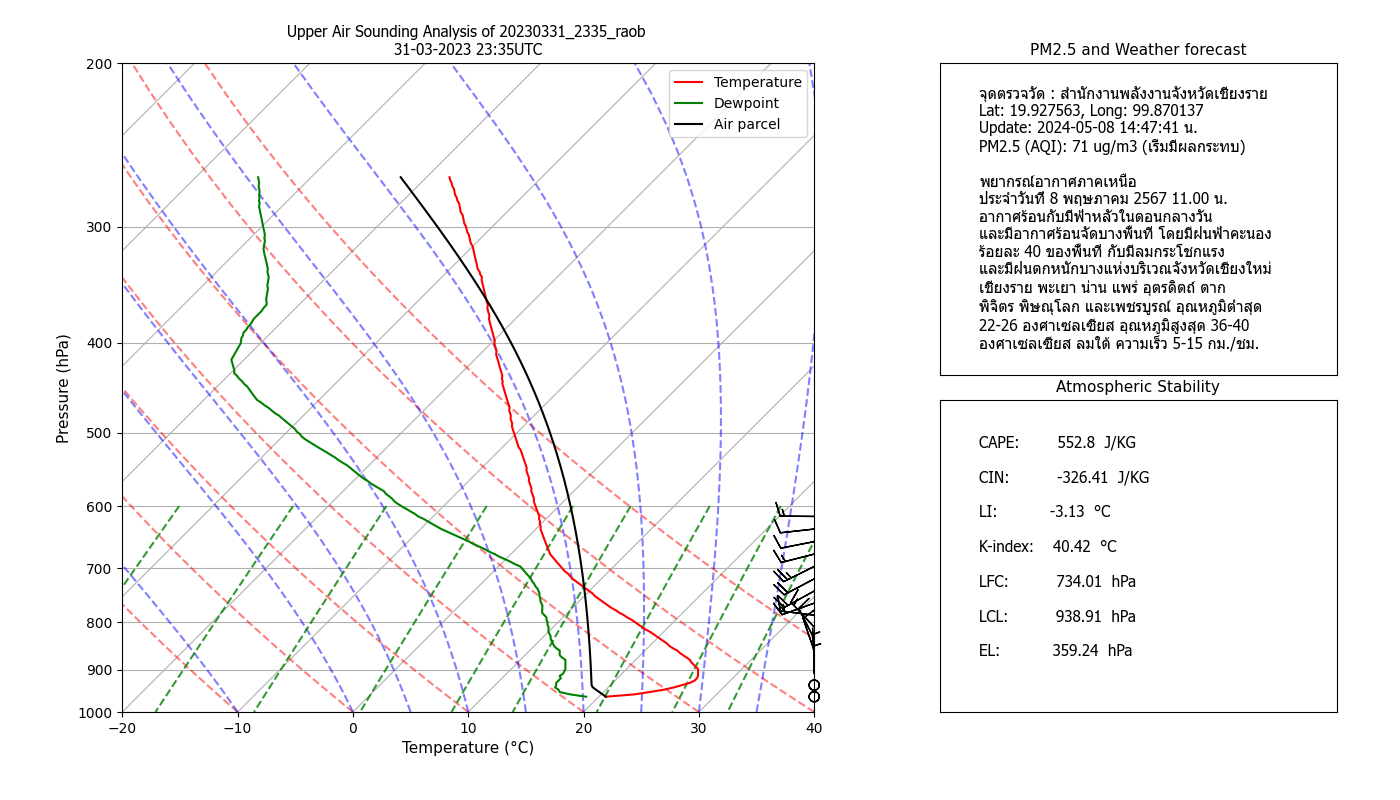 Upper Air Sounding Analysis of 20230331_2335_raob
31-03-2023 23:35UTC
Temperature
Dewpoint
Air parcel
Pressure (hPa)
200
300
400
500
600
700
800
900
1000
−20
−10
0
10
20
30
40
Temperature (°C)
PM2.5 and Weather forecast
จุดตรวจวัด : สำนักงานพลังงานจังหวัดเชียงราย
Lat: 19.927563, Long: 99.870137
Update: 2024-05-08 14:47:41 น.
PM2.5 (AQI): 71 ug/m3 (เริ่มมีผลกระทบ)
พยากรณ์อากาศภาคเหนือ
ประจำวันที่ 8 พฤษภาคม 2567 11.00 น.
อากาศร้อนกับมีฟ้าหลัวในตอนกลางวัน
และมีอากาศร้อนจัดบางพื้นที่ โดยมีฝนฟ้าคะนอง
ร้อยละ 40 ของพื้นที่ กับมีลมกระโชกแรง
และมีฝนตกหนักบางแห่งบริเวณจังหวัดเชียงใหม่
เชียงราย พะเยา น่าน แพร่ อุตรดิตถ์ ตาก
พิจิตร พิษณุโลก และเพชรบูรณ์ อุณหภูมิต่ำสุด
22-26 องศาเซลเซียส อุณหภูมิสูงสุด 36-40
องศาเซลเซียส ลมใต้ ความเร็ว 5-15 กม./ชม.
Atmospheric Stability
CAPE: 552.8 J/KG
CIN: -326.41 J/KG
LI: -3.13 °C
K-index: 40.42 °C
LFC: 734.01 hPa
LCL: 938.91 hPa
EL: 359.24 hPa